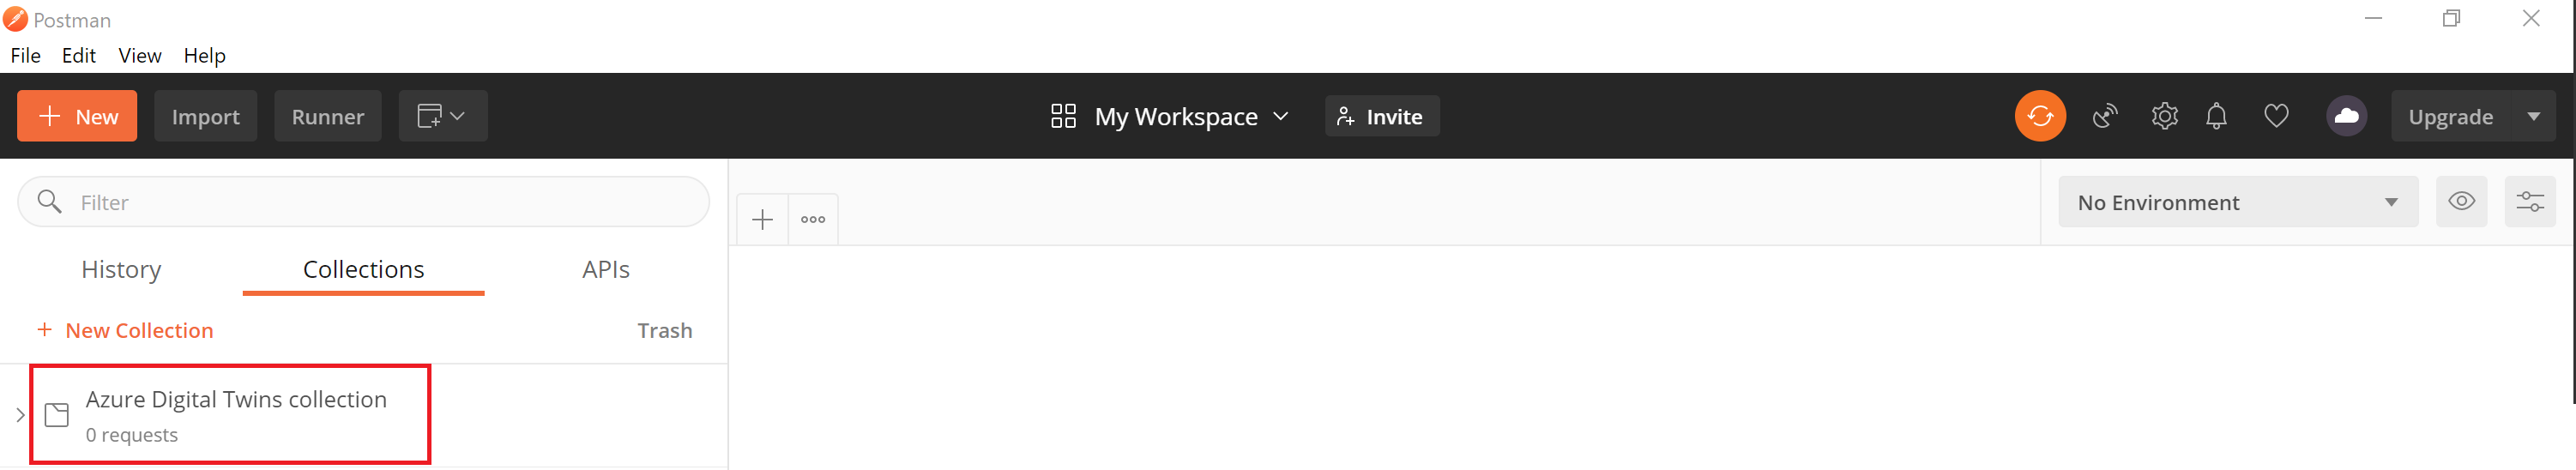 Postman
File Edit View Help
+ New Import Runner My Workspace Invite Upgrade
Filter
No Environment
History Collections APIs
+ New Collection Trash
Azure Digital Twins collection
0 requests